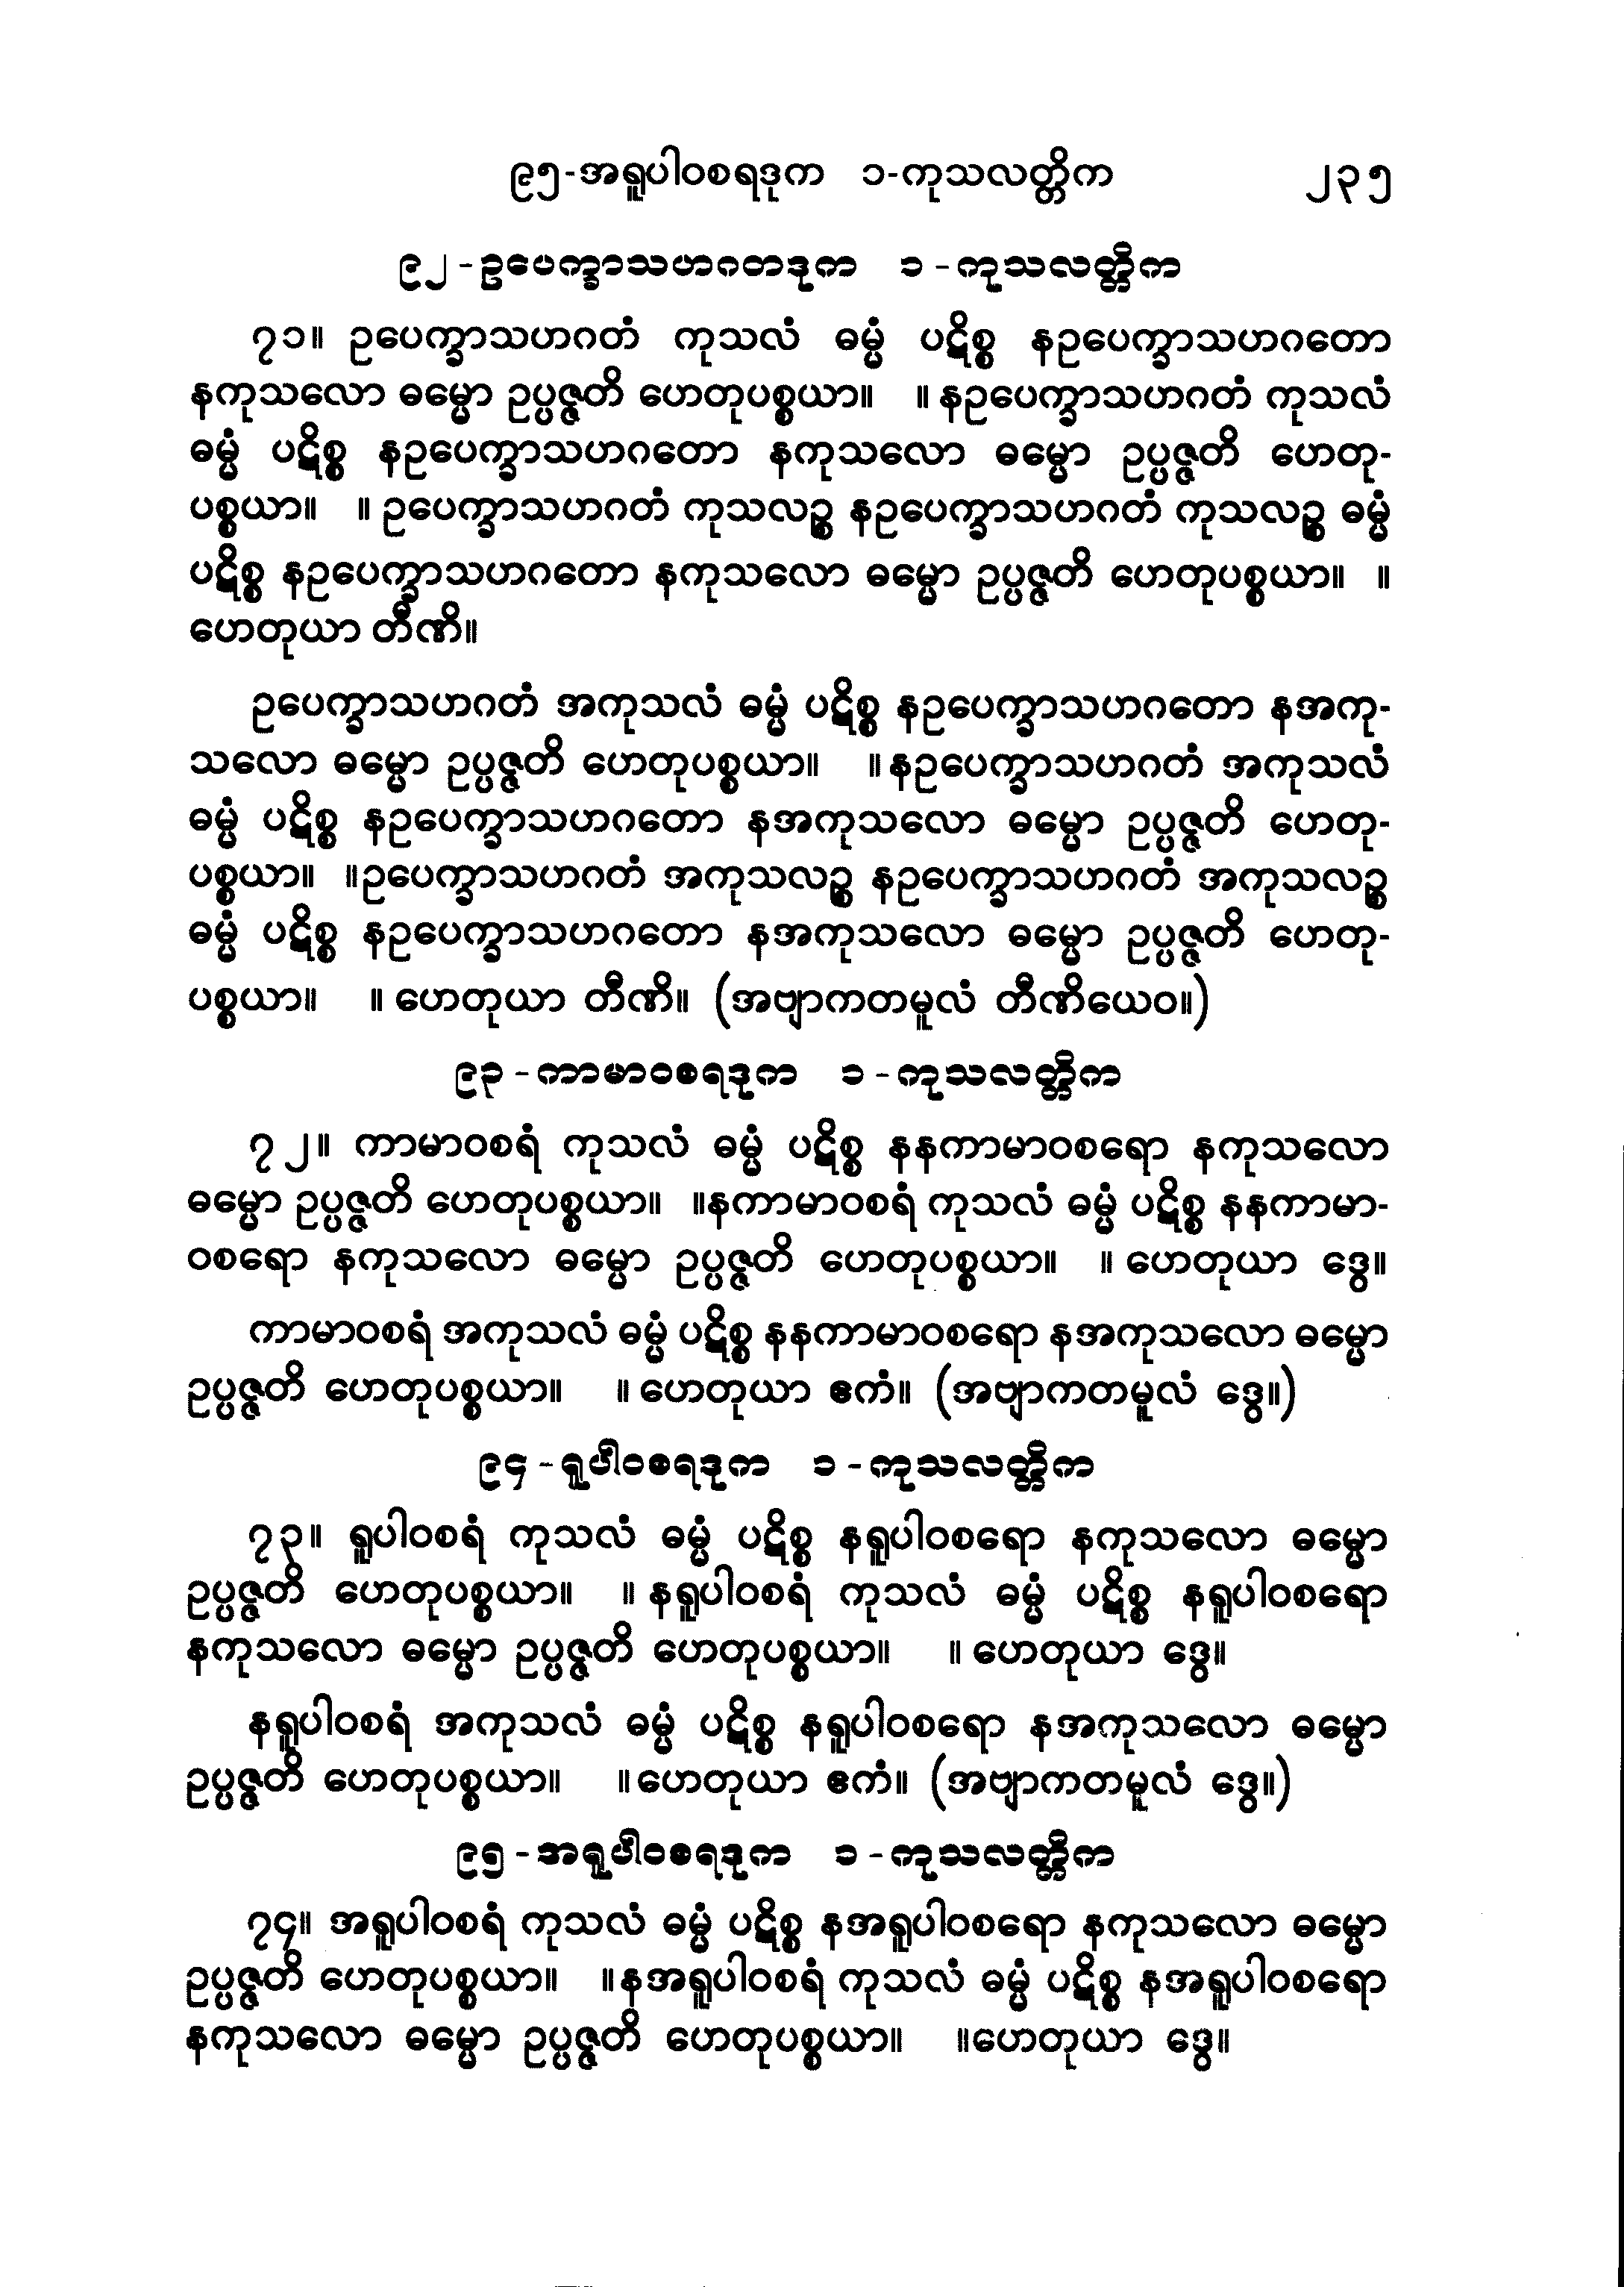 ၉၅-အရူပါဝစရဒုက ၁-ကုသလတ္တိက ၂၃၅
၉၂-ဥပေက္ခာသဟဂတဒုက ၁-ကုသလတ္တိက
၇၁။ ဥပေက္ခာသဟဂတံ ကုသလံ ဓမ္မံ ပဋိစ္စ နဥပေက္ခာသဟဂတော
နကုသလော ဓမ္မော ဥပ္ပဇ္ဇတိ ဟေတုပစ္စယာ။ ။ နဥပေက္ခာသဟဂတံ ကုသလံ
ဓမ္မံ ပဋိစ္စ နဥပေက္ခာသဟဂတော နကုသလော ဓမ္မော ဥပ္ပဇ္ဇတိ ဟေတု-
ပစ္စယာ။ ။ ဥပေက္ခာသဟဂတံ ကုသလဉ္စ နဥပေက္ခာသဟဂတံ ကုသလဉ္စ ဓမ္မံ
ပဋိစ္စ နဥပေက္ခာသဟဂတော နကုသလော ဓမ္မော ဥပ္ပဇ္ဇတိ ဟေတုပစ္စယာ။ ။
ဟေတုယာ တီဏိ။
ဥပေက္ခာသဟဂတံ အကုသလံ ဓမ္မံ ပဋိစ္စ နဥပေက္ခာသဟဂတော နအကု-
သလော ဓမ္မော ဥပ္ပဇ္ဇတိ ဟေတုပစ္စယာ။ ။နဥပေက္ခာသဟဂတံ အကုသလံ
ဓမ္မံ ပဋိစ္စ နဥပေက္ခာသဟဂတော နအကုသလော ဓမ္မော ဥပ္ပဇ္ဇတိ ဟေတု-
ပစ္စယာ။ ။ဥပေက္ခာသဟဂတံ အကုသလဉ္စ နဥပေက္ခာသဟဂတံ အကုသလဉ္စ
ဓမ္မံ ပဋိစ္စ နဥပေက္ခာသဟဂတော နအကုသလော ဓမ္မော ဥပ္ပဇ္ဇတိ ဟေတု-
ပစ္စယာ။ ။ ဟေတုယာ တီဏိ။ (အဗျာကတမူလံ တီဏိယေဝ။)
၉၃-ကာမာဝစရဒုက ၁-ကုသလတ္တိက
၇၂။ ကာမာဝစရံ ကုသလံ ဓမ္မံ ပဋိစ္စ နနကာမာဝစရော နကုသလော
ဓမ္မော ဥပ္ပဇ္ဇတိ ဟေတုပစ္စယာ။ ။နကာမာဝစရံ ကုသလံ ဓမ္မံ ပဋိစ္စ နနကာမာ-
ဝစရော နကုသလော ဓမ္မော ဥပ္ပဇ္ဇတိ ဟေတုပစ္စယာ။ ။ ဟေတုယာ ဒွေ။
ကာမာဝစရံ အကုသလံ ဓမ္မံ ပဋိစ္စ နနကာမာဝစရော နအကုသလော ဓမ္မော
ဥပ္ပဇ္ဇတိ ဟေတုပစ္စယာ။ ။ ဟေတုယာ ဧကံ။ (အဗျာကတမူလံ ဒွေ။)
၉၄-ရူပါဝစရဒုက ၁-ကုသလတ္တိက
၇၃။ ရူပါဝစရံ ကုသလံ ဓမ္မံ ပဋိစ္စ နရူပါဝစရော နကုသလော ဓမ္မော
ဥပ္ပဇ္ဇတိ ဟေတုပစ္စယာ။ ။ နရူပါဝစရံ ကုသလံ ဓမ္မံ ပဋိစ္စ နရူပါဝစရော
နကုသလော ဓမ္မော ဥပ္ပဇ္ဇတိ ဟေတုပစ္စယာ။ ။ ဟေတုယာ ဒွေ။
နရူပါဝစရံ အကုသလံ ဓမ္မံ ပဋိစ္စ နရူပါဝစရော နအကုသလော ဓမ္မော
ဥပ္ပဇ္ဇတိ ဟေတုပစ္စယာ။ ။ဟေတုယာ ဧကံ။ (အဗျာကတမူလံ ဒွေ။)
၉၅-အရူပါဝစရဒုက ၁-ကုသလတ္တိက
၇၄။ အရူပါဝစရံ ကုသလံ ဓမ္မံ ပဋိစ္စ နအရူပါဝစရော နကုသလော ဓမ္မော
ဥပ္ပဇ္ဇတိ ဟေတုပစ္စယာ။ ။နအရူပါဝစရံ ကုသလံ ဓမ္မံ ပဋိစ္စ နအရူပါဝစရော
နကုသလော ဓမ္မော ဥပ္ပဇ္ဇတိ ဟေတုပစ္စယာ။ ။ဟေတုယာ ဒွေ။